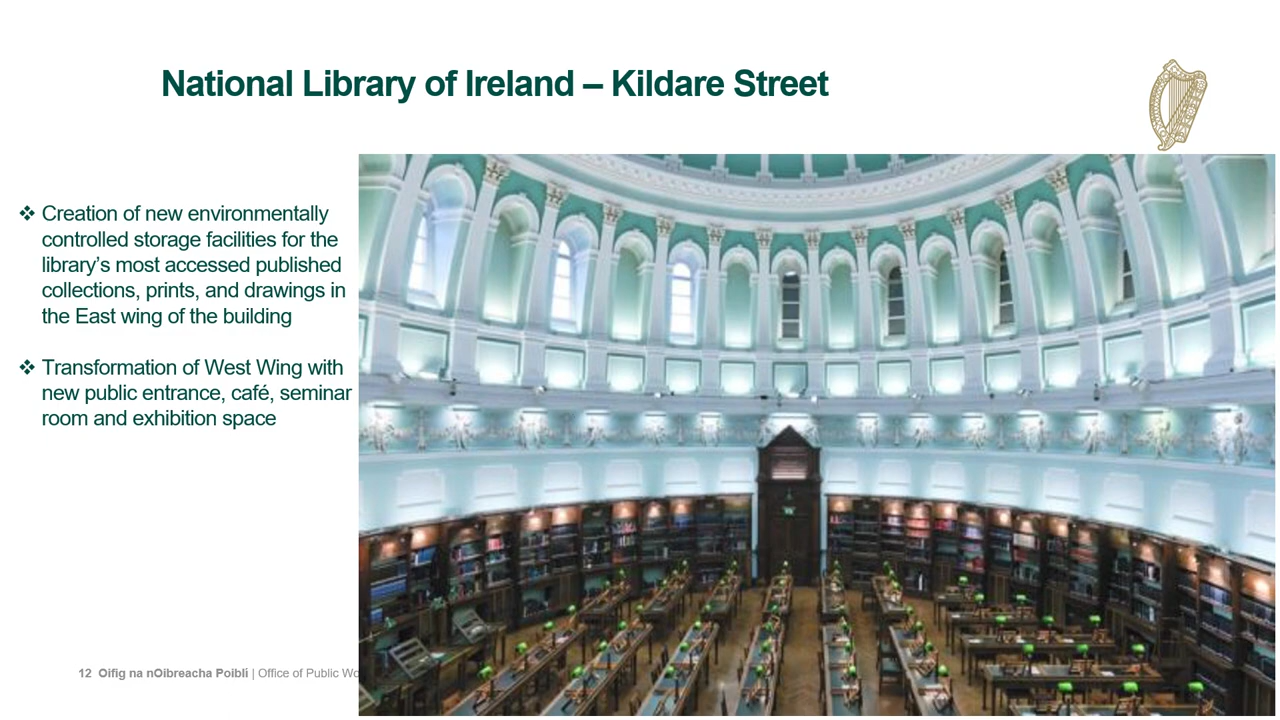 National Library of Ireland – Kildare Street
❖ Creation of new environmentally
controlled storage facilities for the
library's most accessed published
collections, prints, and drawings in
the East wing of the building
❖ Transformation of West Wing with
new public entrance, café, seminar
room and exhibition space
12 Oifig na nOibreacha Poiblí | Office of Public Wo